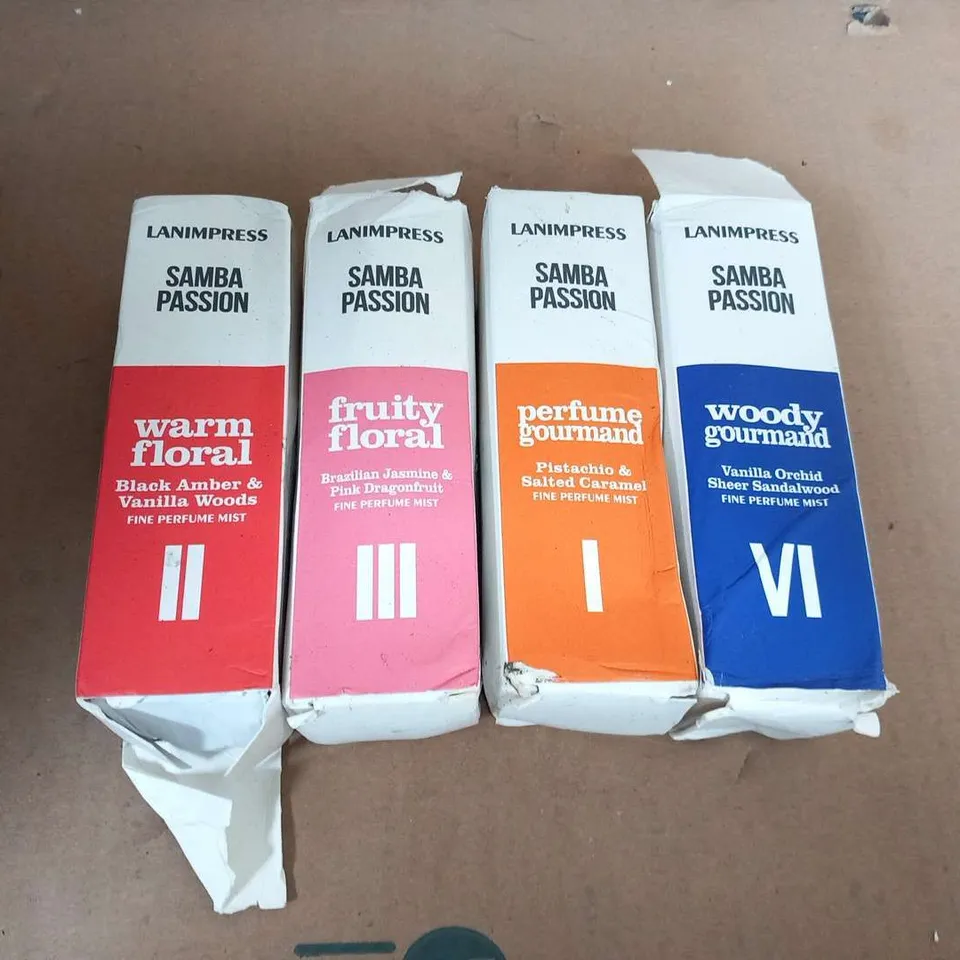 LANIMPRESS
SAMBA
PASSION
warm
floral
Black Amber &
Vanilla Woods
FINE PERFUME MIST
II
LANIMPRESS
SAMBA
PASSION
fruity
floral
Brazilian Jasmine &
Pink Dragonfruit
FINE PERFUME MIST
III
LANIMPRESS
SAMBA
PASSION
perfume
gourmand
Pistachio &
Salted Caramel
FINE PERFUME MIST
I
LANIMPRESS
SAMBA
PASSION
woody
gourmand
Vanilla Orchid
Sheer Sandalwood
FINE PERFUME MIST
VI